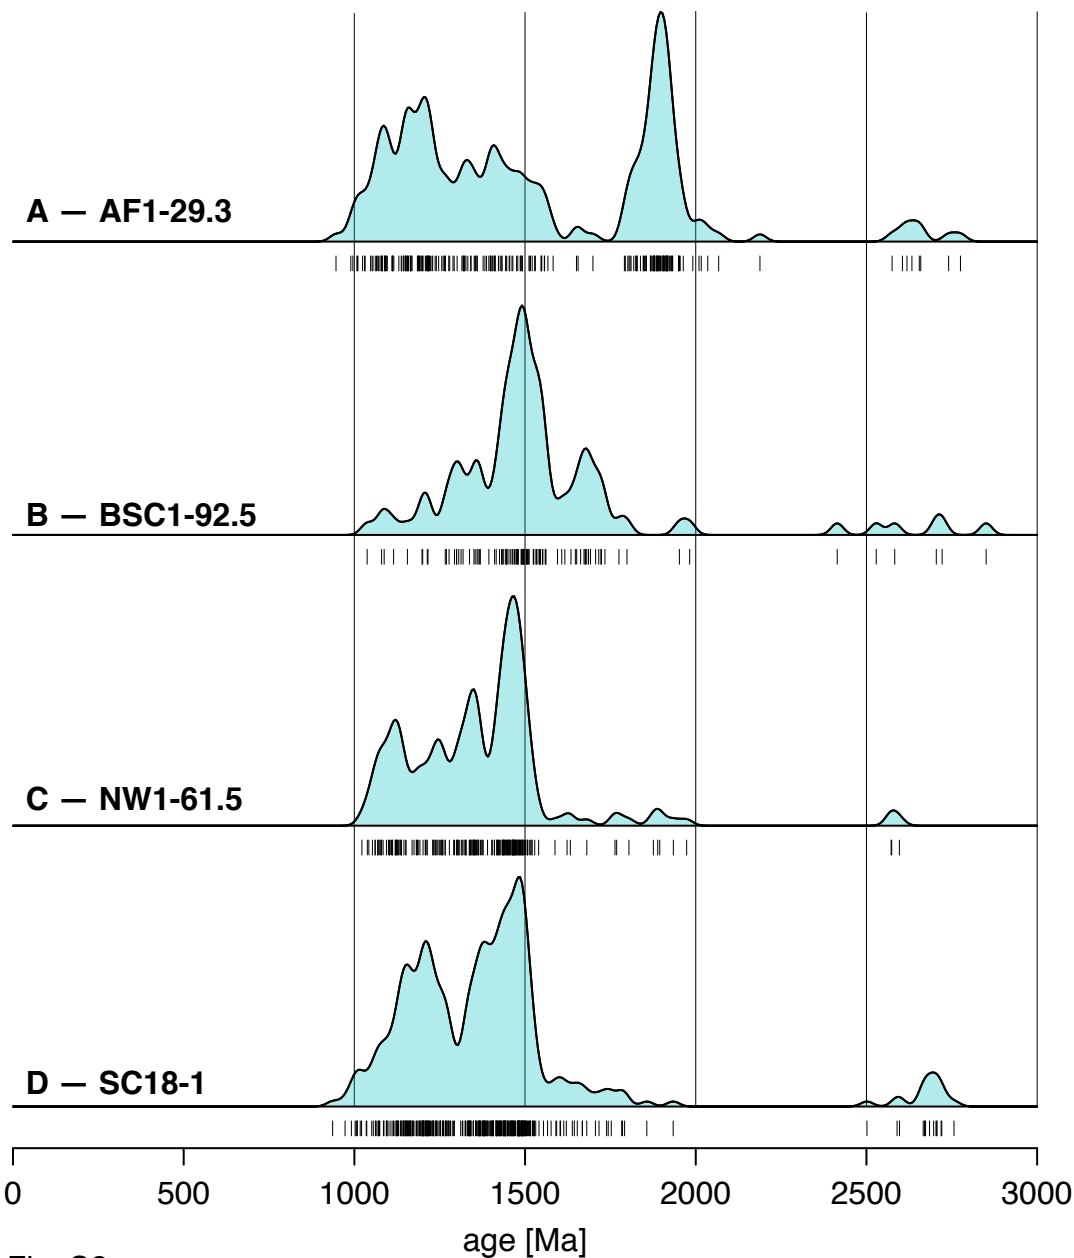 A — AF1-29.3
B — BSC1-92.5
C — NW1-61.5
D — SC18-1
0 500 1000 1500 2000 2500 3000
age [Ma]